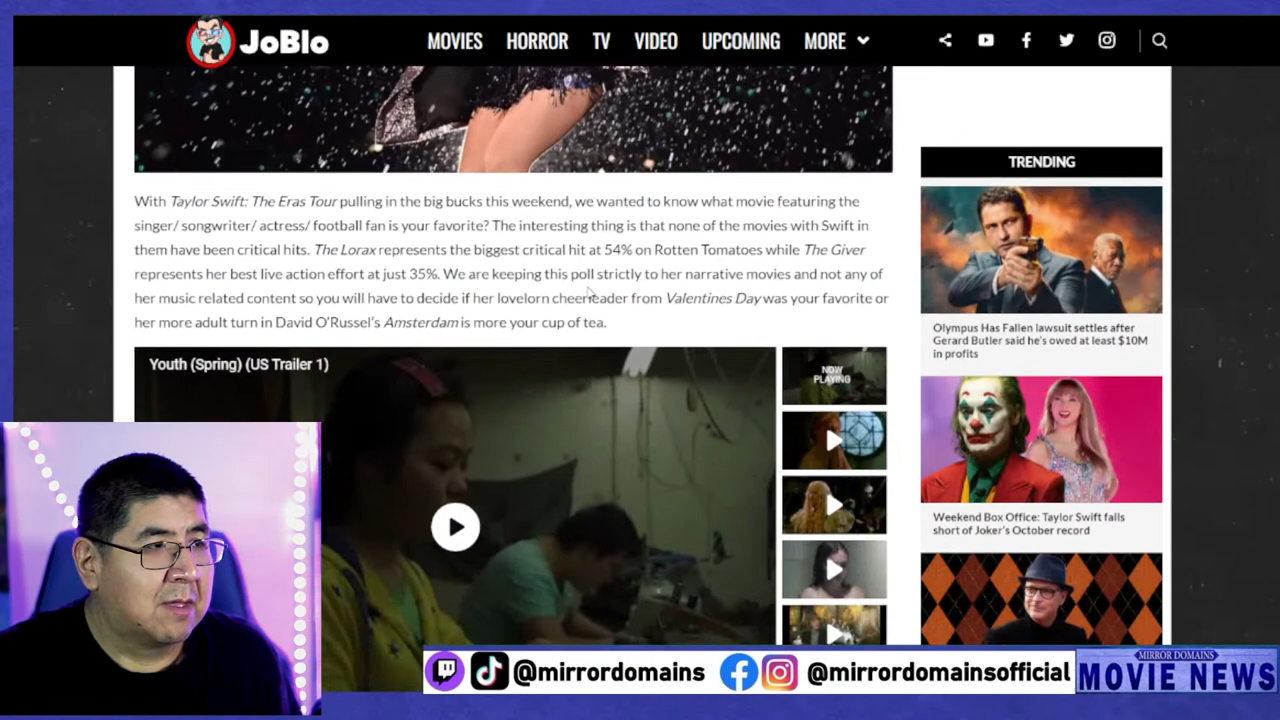 JoBlo
MOVIES HORROR TV VIDEO UPCOMING MORE
With Taylor Swift: The Eras Tour pulling in the big bucks this weekend, we wanted to know what movie featuring the
singer/ songwriter/ actress/ football fan is your favorite? The interesting thing is that none of the movies with Swift in
them have been critical hits. The Lorax represents the biggest critical hit at 54% on Rotten Tomatoes while The Giver
represents her best live action effort at just 35%. We are keeping this poll strictly to her narrative movies and not any of
her music related content so you will have to decide if her lovelorn cheerleader from Valentines Day was your favorite or
her more adult turn in David O'Russel's Amsterdam is more your cup of tea.
Youth (Spring) (US Trailer 1)
NOW
PLAYING
TRENDING
Olympus Has Fallen lawsuit settles after
Gerard Butler said he's owed at least $10M
in profits
Weekend Box Office: Taylor Swift falls
short of Joker's October record
@mirrordomains
@mirrordomainsofficial
MIRROR DOMAINS
MOVIE NEWS